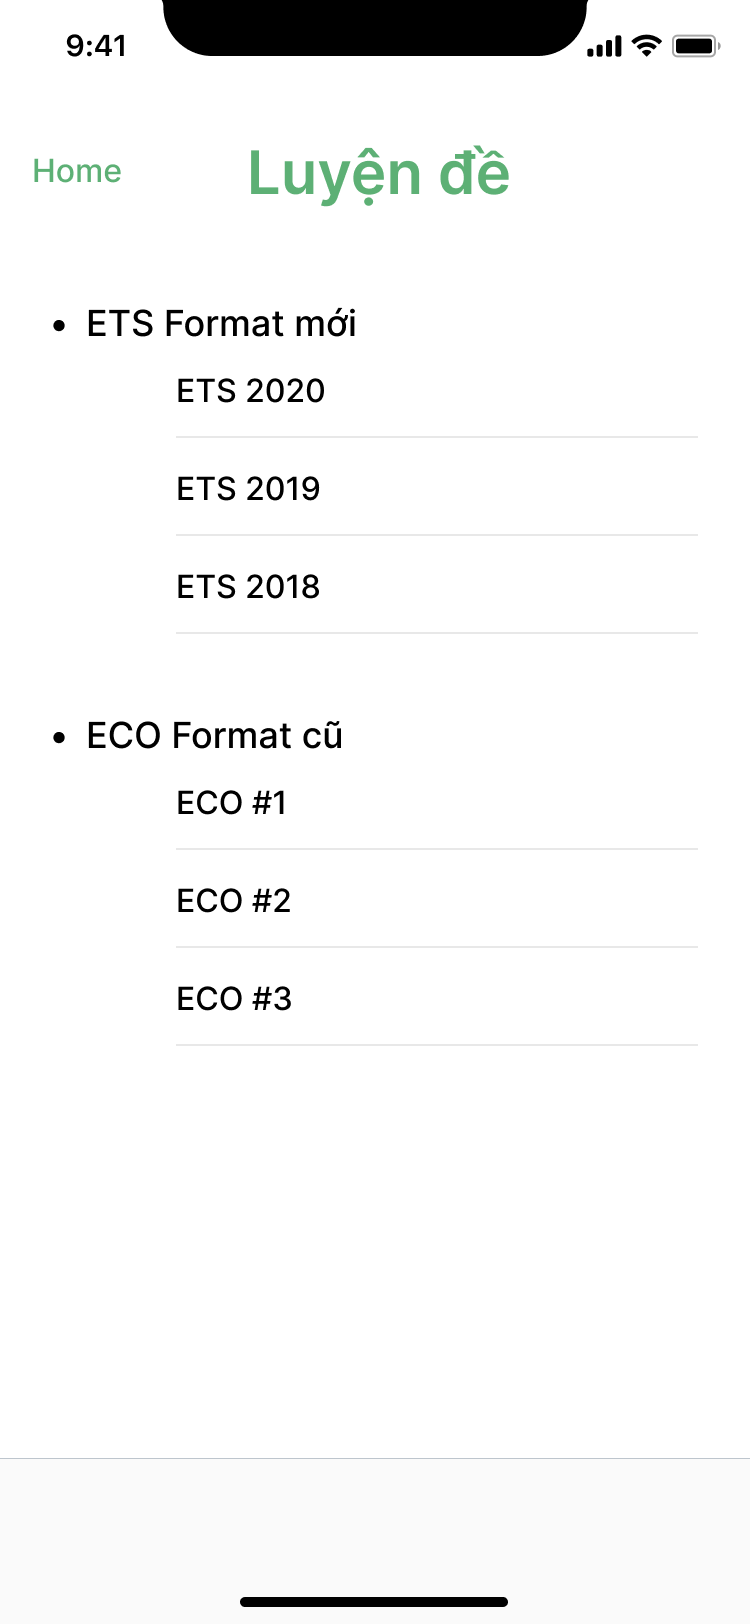 9:41
Home
Luyện đề
• ETS Format mới
ETS 2020
ETS 2019
ETS 2018
• ECO Format cũ
ECO #1
ECO #2
ECO #3